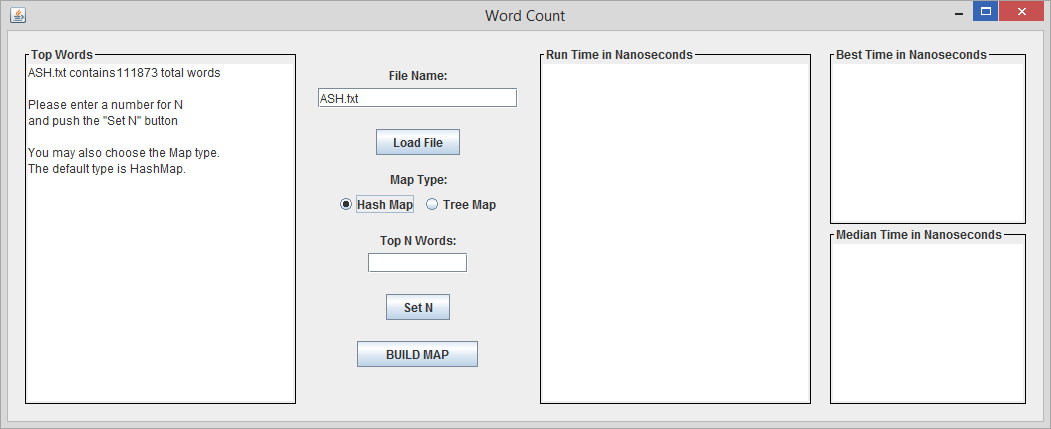 Word Count
Top Words
ASH.txt contains111873 total words
Please enter a number for N
and push the "Set N" button
You may also choose the Map type.
The default type is HashMap.
File Name:
ASH.txt
Load File
Map Type:
Hash Map Tree Map
Top N Words:
Set N
BUILD MAP
Run Time in Nanoseconds
Best Time in Nanoseconds
Median Time in Nanoseconds